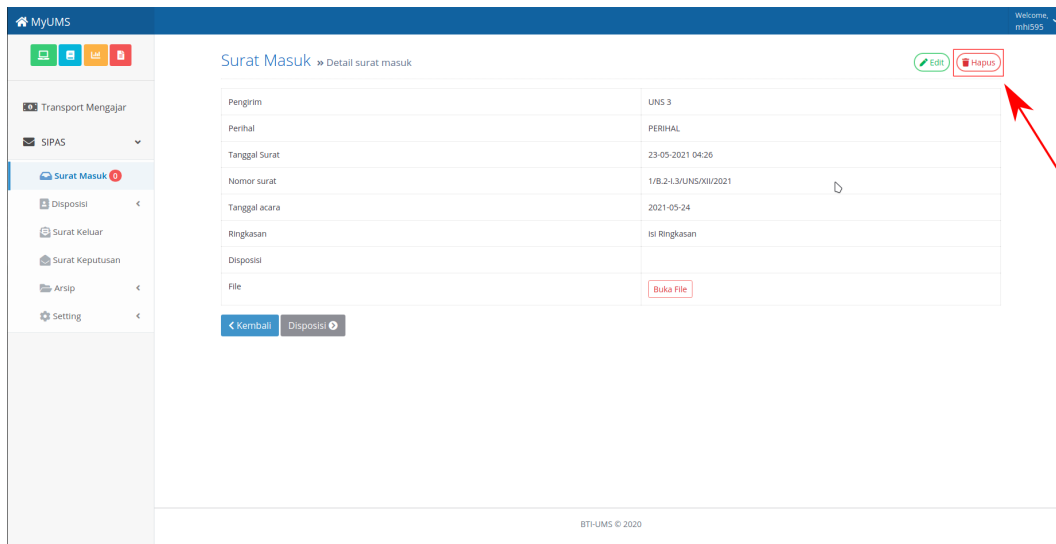 MyUMS
Welcome,
mhi595
Surat Masuk » Detail surat masuk
Edit
Hapus
Transport Mengajar
SIPAS
Surat Masuk 0
Disposisi
Surat Keluar
Surat Keputusan
Arsip
Setting
Pengirim UNS 3
Perihal PERIHAL
Tanggal Surat 23-05-2021 04:26
Nomor surat 1/B.2-I.3/UNS/XII/2021
Tanggal acara 2021-05-24
Ringkasan Isi Ringkasan
Disposisi
File Buka File
Kembali Disposisi
BTI-UMS © 2020